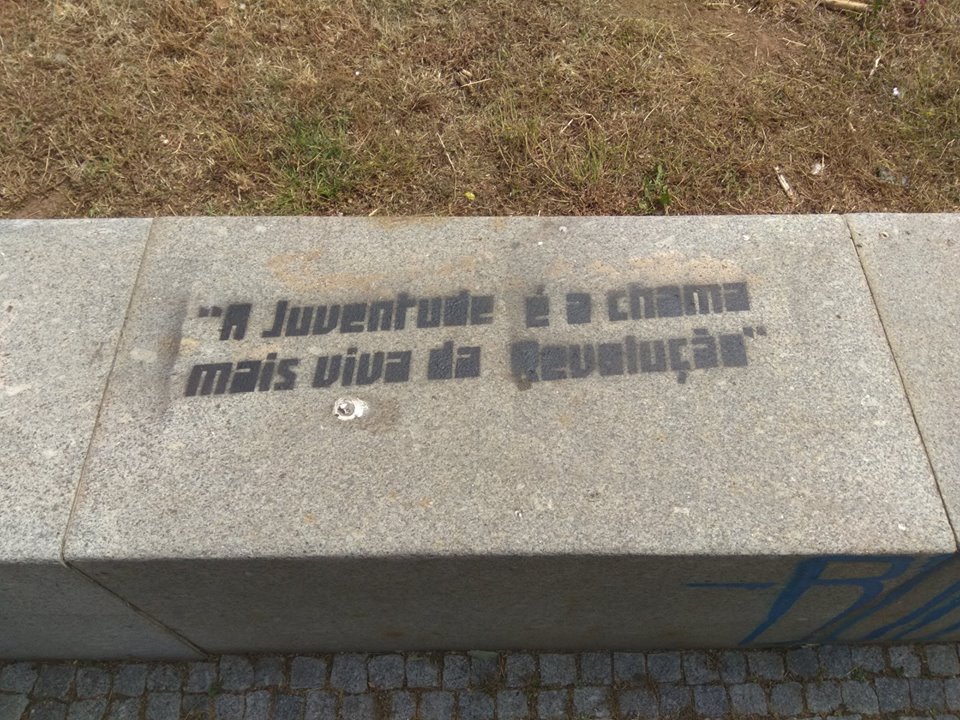 "A Juventude é a chama
mais viva da Revolução"